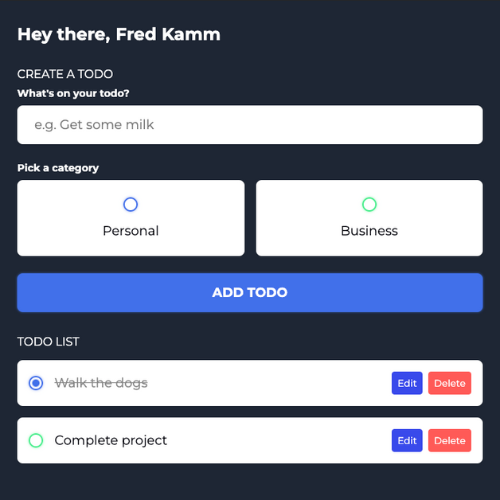 Hey there, Fred Kamm
CREATE A TODO
What's on your todo?
e.g. Get some milk
Pick a category
Personal
Business
ADD TODO
TODO LIST
Walk the dogs
Edit
Delete
Complete project
Edit
Delete